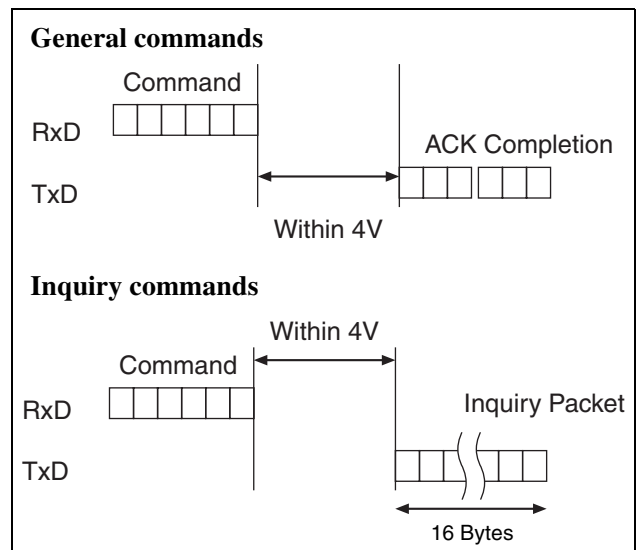 General commands
Command
RxD
ACK Completion
TxD
Within 4V
Inquiry commands
Within 4V
Command
RxD
Inquiry Packet
TxD
16 Bytes